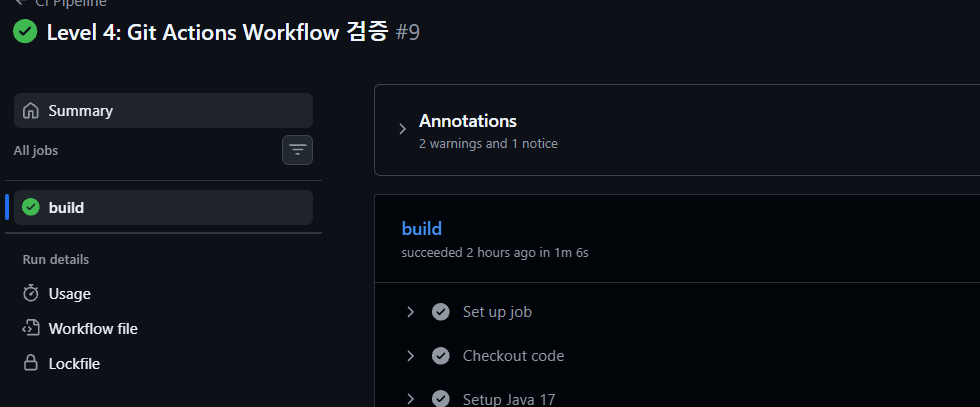 CI Pipeline
Level 4: Git Actions Workflow 검증 #9
Summary
All jobs
build
Run details
Usage
Workflow file
Lockfile
Annotations
2 warnings and 1 notice
build
succeeded 2 hours ago in 1m 6s
Set up job
Checkout code
Setup Java 17